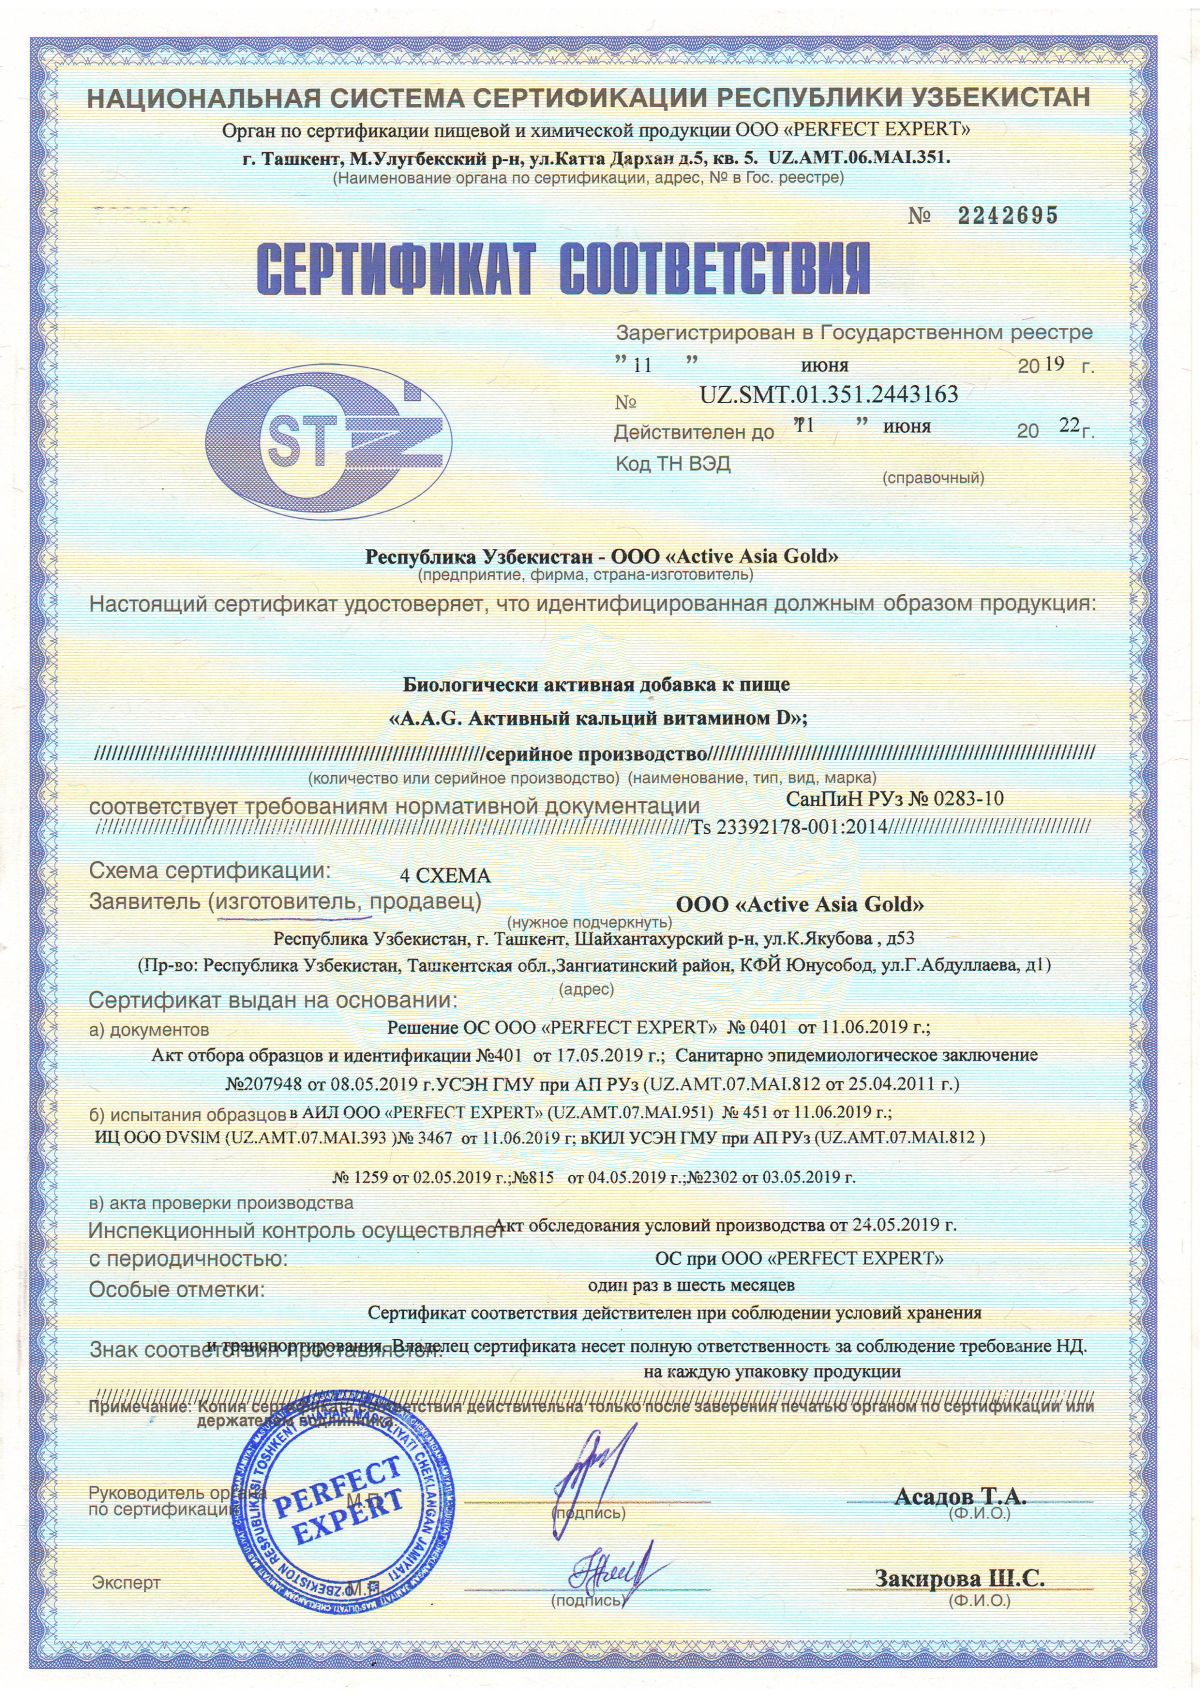 НАЦИОНАЛЬНАЯ СИСТЕМА СЕРТИФИКАЦИИ РЕСПУБЛИКИ УЗБЕКИСТАН
Орган по сертификации пищевой и химической продукции ООО «PERFECT EXPERT»
г. Ташкент, М.Улугбекский р-н, ул.Катта Дархан д.5, кв. 5. UZ.AMT.06.MAI.351.
(Наименование органа по сертификации, адрес, № в Гос. реестре)
№ 2242695
СЕРТИФИКАТ СООТВЕТСТВИЯ
Зарегистрирован в Государственном реестре
" 11 " июня 2019 г.
№ UZ.SMT.01.351.2443163
Действителен до "11 " июня 20 22г.
Код ТН ВЭД
(справочный)
ST
Республика Узбекистан - ООО «Active Asia Gold»
(предприятие, фирма, страна-изготовитель)
Настоящий сертификат удостоверяет, что идентифицированная должным образом продукция:
Биологически активная добавка к пище
«A.A.G. Активный кальций витамином D»;
/////////////////////////////////////////////////////////////////серийное производство/////////////////////////////////////////////////////////////////
(количество или серийное производство) (наименование, тип, вид, марка)
соответствует требованиям нормативной документации СанПиН РУз № 0283-10
////////////////////////////////////////////////////////////////////////////////////////////////////Ts 23392178-001:2014//////////////////////////////////
Схема сертификации: 4 СХЕМА
Заявитель (изготовитель, продавец) ООО «Active Asia Gold»
(нужное подчеркнуть)
Республика Узбекистан, г. Ташкент, Шайхантахурский р-н, ул.К.Якубова , д53
(Пр-во: Республика Узбекистан, Ташкентская обл.,Зангиатинский район, КФЙ Юнусобод, ул.Г.Абдуллаева, д1)
(адрес)
Сертификат выдан на основании:
а) документов Решение ОС ООО «PERFECT EXPERT» № 0401 от 11.06.2019 г.;
Акт отбора образцов и идентификации №401 от 17.05.2019 г.; Санитарно эпидемиологическое заключение
№207948 от 08.05.2019 г.УСЭН ГМУ при АП РУз (UZ.AMT.07.MAI.812 от 25.04.2011 г.)
б) испытания образцов в АИЛ ООО «PERFECT EXPERT» (UZ.AMT.07.MAI.951) № 451 от 11.06.2019 г.;
ИЦ ООО DVSIM (UZ.AMT.07.MAI.393 )№ 3467 от 11.06.2019 г; вКИЛ УСЭН ГМУ при АП РУз (UZ.AMT.07.MAI.812 )
№ 1259 от 02.05.2019 г.;№815 от 04.05.2019 г.;№2302 от 03.05.2019 г.
в) акта проверки производства
Инспекционный контроль осуществляет Акт обследования условий производства от 24.05.2019 г.
с периодичностью: ОС при ООО «PERFECT EXPERT»
Особые отметки: один раз в шесть месяцев
Сертификат соответствия действителен при соблюдении условий хранения
Знак соответствия проставляется: и транспортирования. Владелец сертификата несет полную ответственность за соблюдение требование НД.
на каждую упаковку продукции
Примечание: Копия сертификата соответствия действительна только после заверения печатью органом по сертификации или
держателем подлинника.
Руководитель органа
по сертификации М.П. (подпись) Асадов Т.А.
(Ф.И.О.)
PERFECT
EXPERT
Эксперт М.П. (подпись) Закирова Ш.С.
(Ф.И.О.)